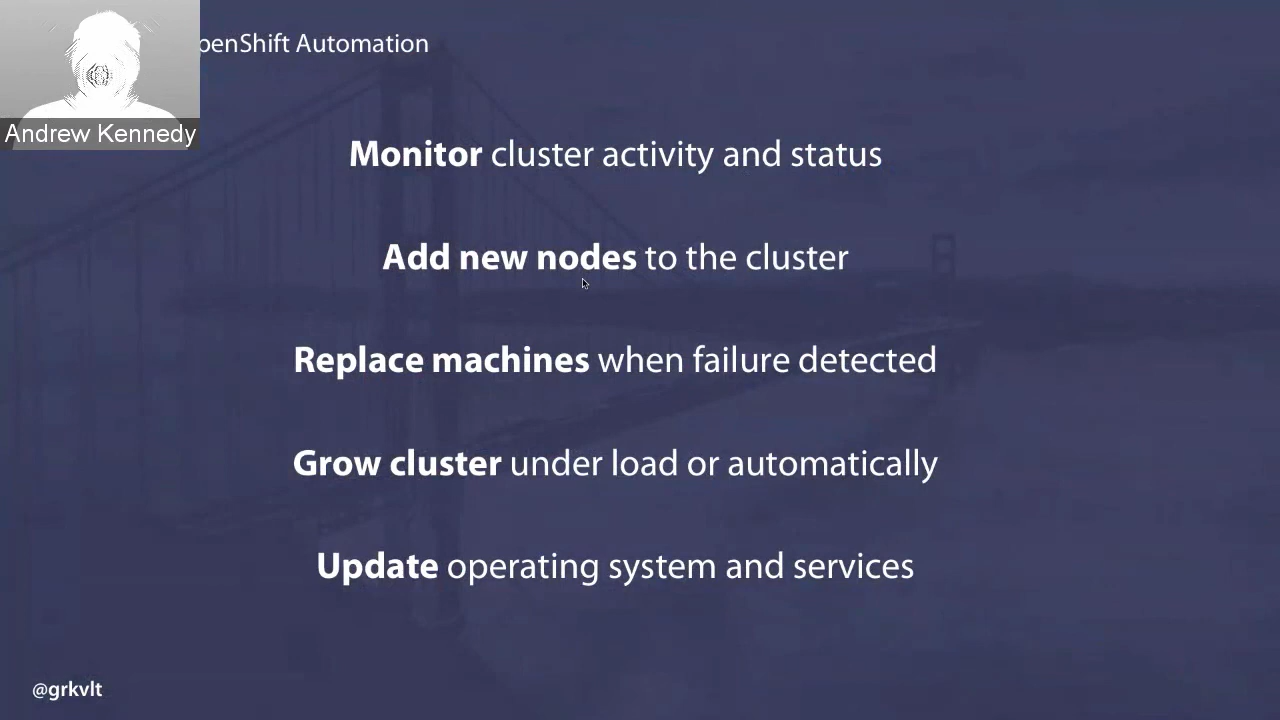 penShift Automation
Andrew Kennedy
Monitor cluster activity and status
Add new nodes to the cluster
Replace machines when failure detected
Grow cluster under load or automatically
Update operating system and services
@grkvlt